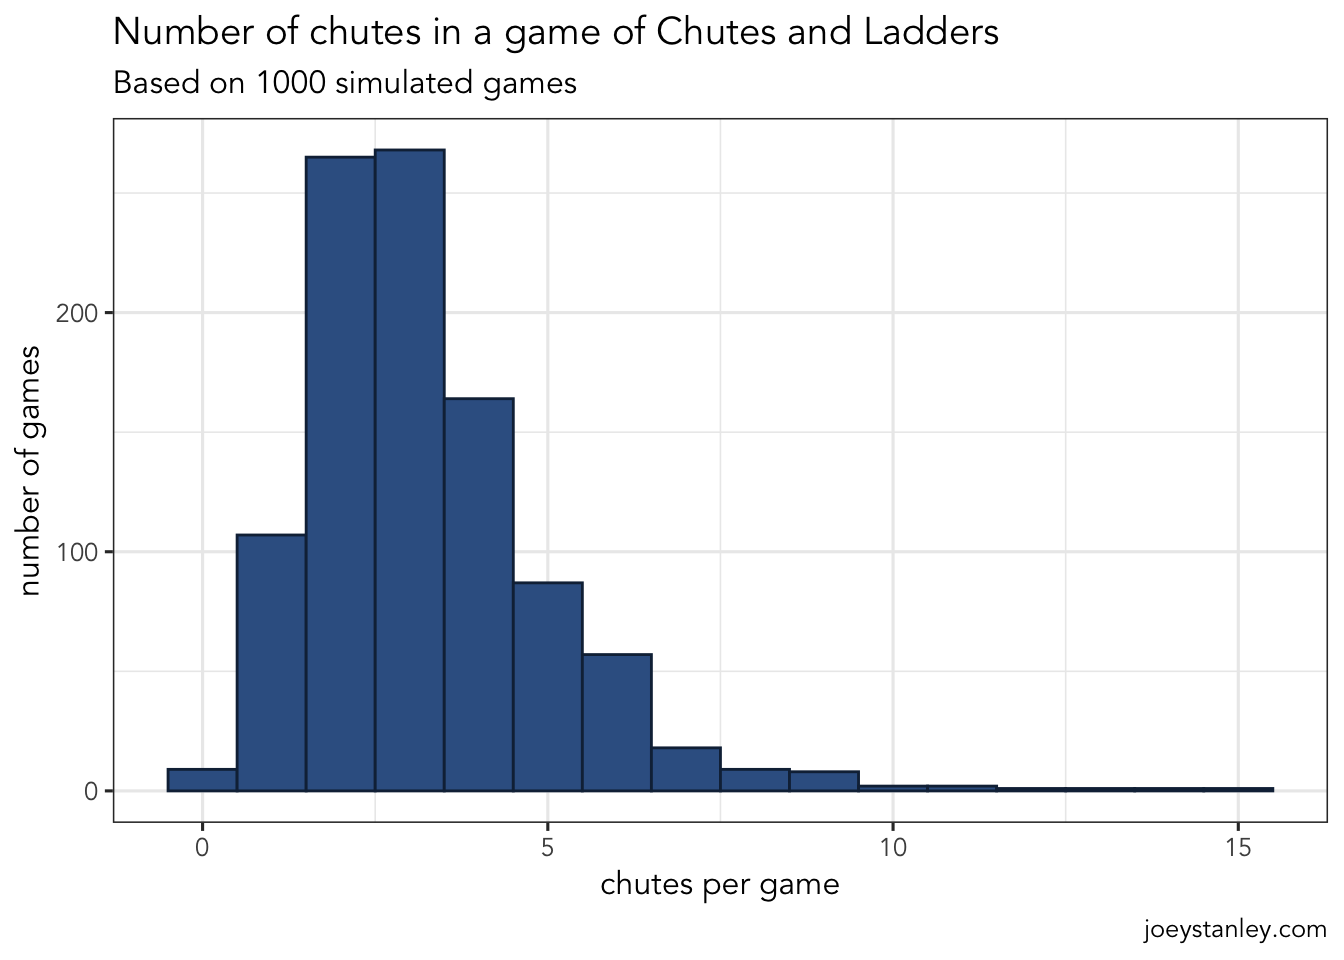 Number of chutes in a game of Chutes and Ladders
Based on 1000 simulated games
number of games
200
100
0
0 5 10 15
chutes per game
joeystanley.com